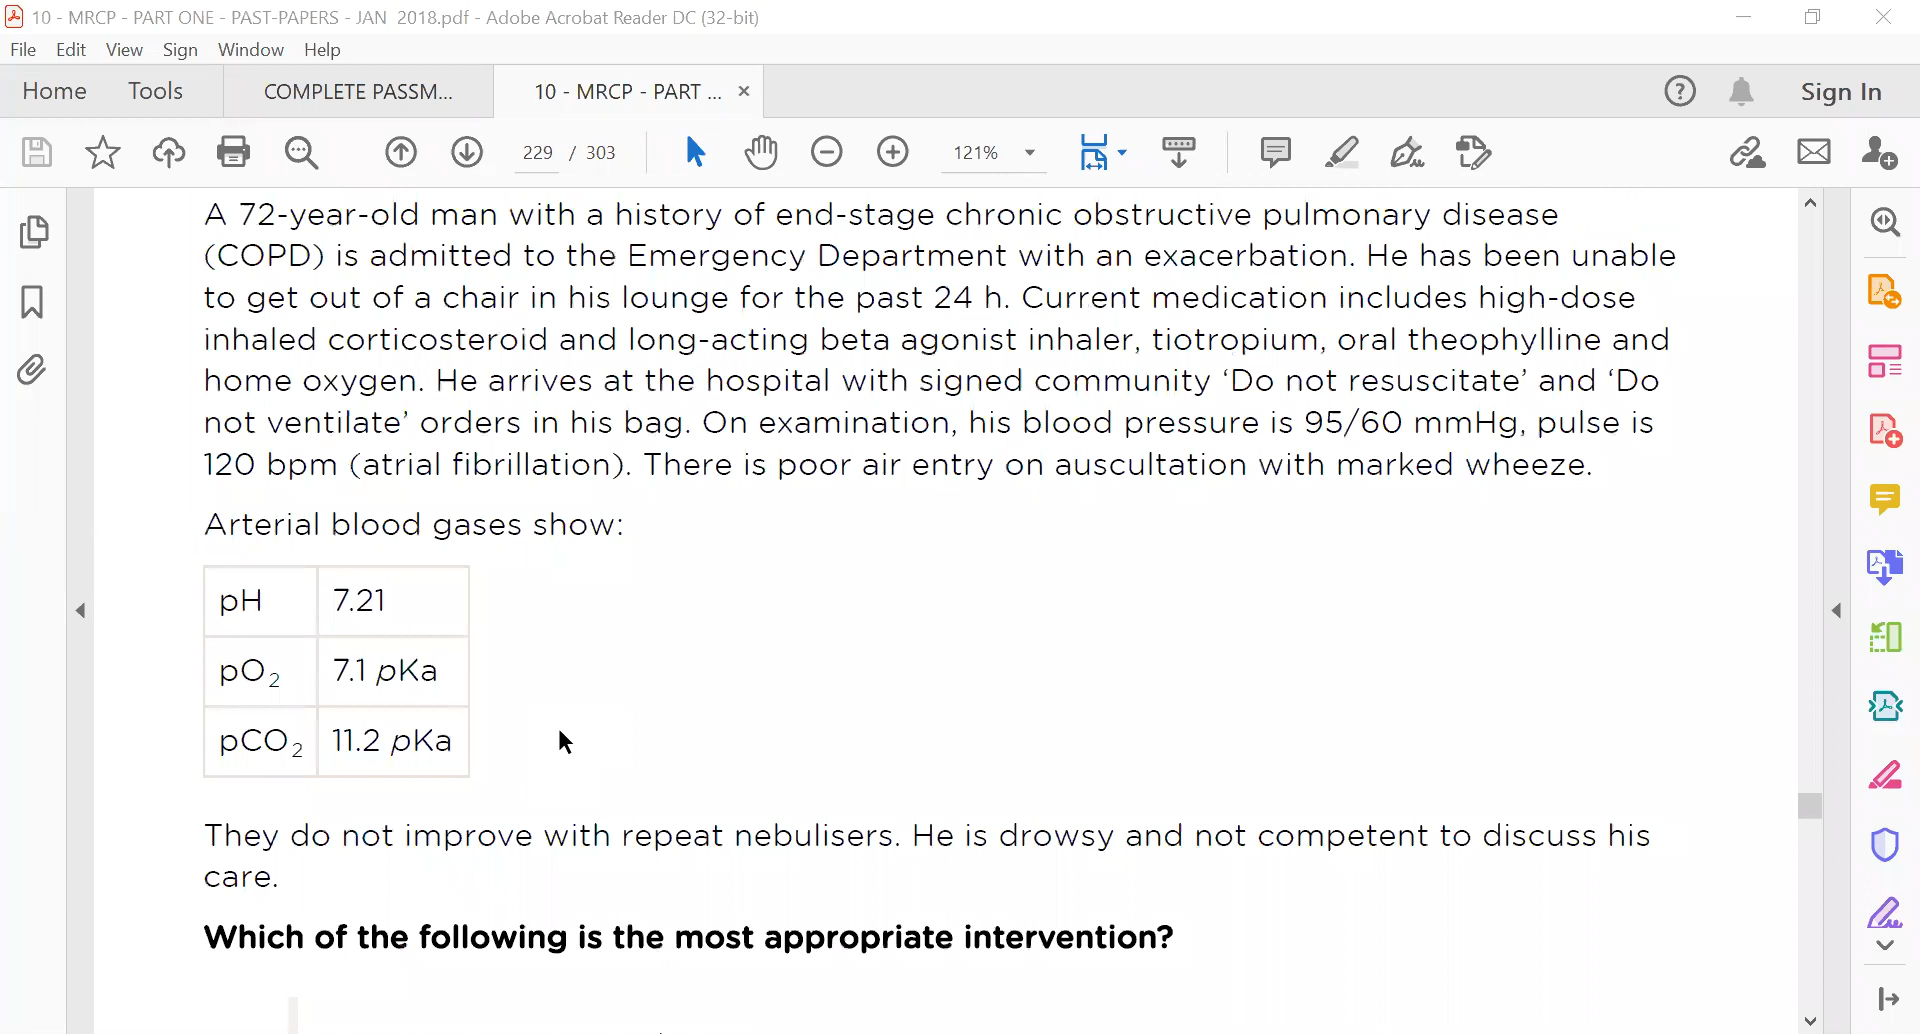 10 - MRCP - PART ONE - PAST-PAPERS - JAN  2018.pdf - Adobe Acrobat Reader DC (32-bit)
File Edit View Sign Window Help
Home Tools COMPLETE PASSM... 10 - MRCP - PART ... × Sign In
229 / 303 121%
A 72-year-old man with a history of end-stage chronic obstructive pulmonary disease
(COPD) is admitted to the Emergency Department with an exacerbation. He has been unable
to get out of a chair in his lounge for the past 24 h. Current medication includes high-dose
inhaled corticosteroid and long-acting beta agonist inhaler, tiotropium, oral theophylline and
home oxygen. He arrives at the hospital with signed community ‘Do not resuscitate’ and ‘Do
not ventilate’ orders in his bag. On examination, his blood pressure is 95/60 mmHg, pulse is
120 bpm (atrial fibrillation). There is poor air entry on auscultation with marked wheeze.
Arterial blood gases show:
pH 7.21
pO₂ 7.1 pKa
pCO₂ 11.2 pKa
They do not improve with repeat nebulisers. He is drowsy and not competent to discuss his
care.
Which of the following is the most appropriate intervention?